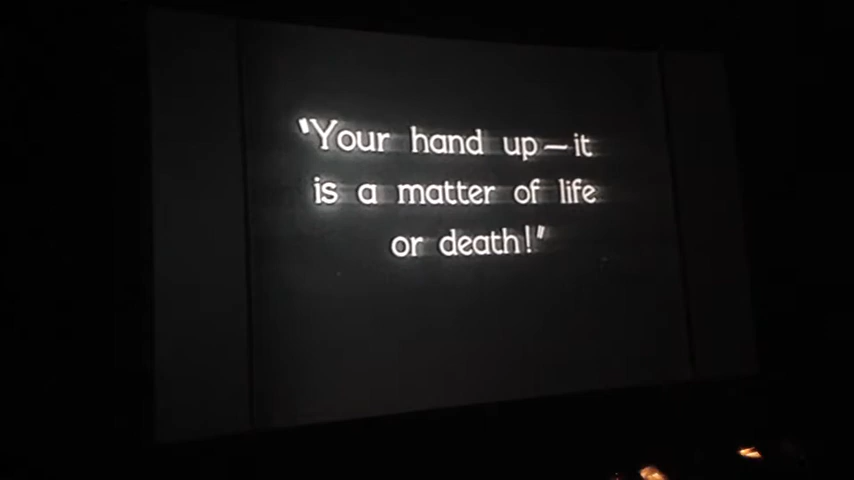 "Your hand up—it
is a matter of life
or death!"